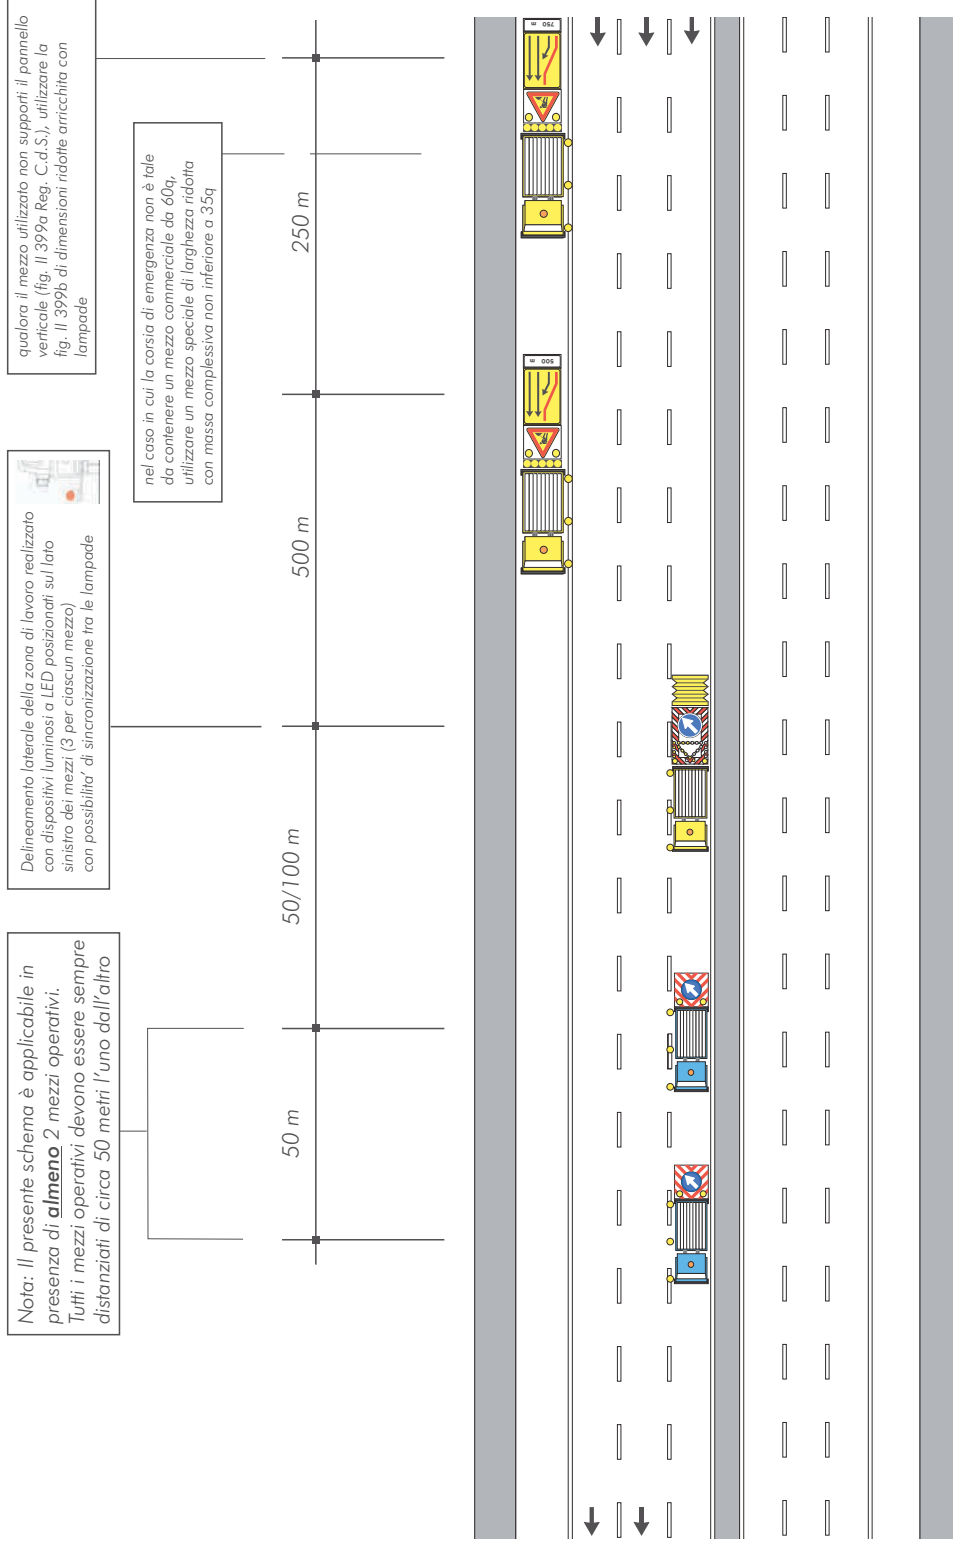 qualora il mezzo utilizzato non supporti il pannello
verticale (fig. II 399a Reg. C.d.S.), utilizzare la
fig. II 399b di dimensioni ridotte arricchita con
lampade
nel caso in cui la corsia di emergenza non è tale
da contenere un mezzo commerciale da 60q,
utilizzare un mezzo speciale di larghezza ridotta
con massa complessiva non inferiore a 35q
Delineamento laterale della zona di lavoro realizzato
con dispositivi luminosi a LED posizionati sul lato
sinistro dei mezzi (3 per ciascun mezzo)
con possibilita' di sincronizzazione tra le lampade
Nota: Il presente schema è applicabile in
presenza di almeno 2 mezzi operativi.
Tutti i mezzi operativi devono essere sempre
distanziati di circa 50 metri l'uno dall'altro
250 m
500 m
50/100 m
50 m
750 m
500 m